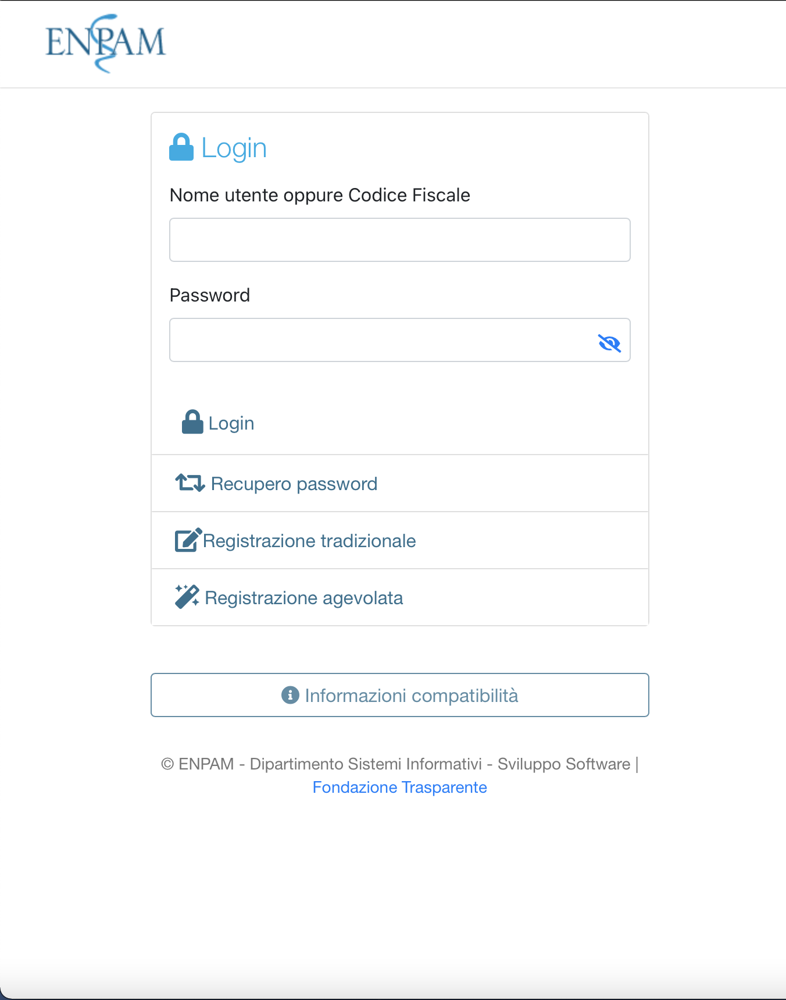 ENPAM
Login
Nome utente oppure Codice Fiscale
Password
Login
Recupero password
Registrazione tradizionale
Registrazione agevolata
Informazioni compatibilità
© ENPAM - Dipartimento Sistemi Informativi - Sviluppo Software |
Fondazione Trasparente